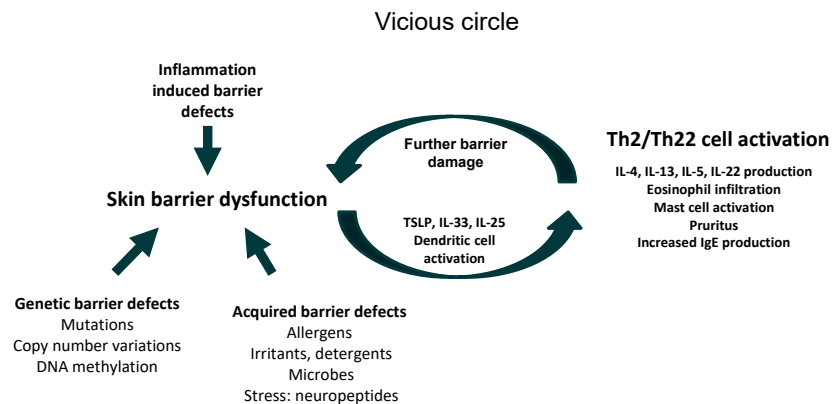 Vicious circle
Inflammation
induced barrier
defects
Further barrier
damage
Th2/Th22 cell activation
IL-4, IL-13, IL-5, IL-22 production
Eosinophil infiltration
Mast cell activation
Pruritus
Increased IgE production
Skin barrier dysfunction
TSLP, IL-33, IL-25
Dendritic cell
activation
Genetic barrier defects
Mutations
Copy number variations
DNA methylation
Acquired barrier defects
Allergens
Irritants, detergents
Microbes
Stress: neuropeptides